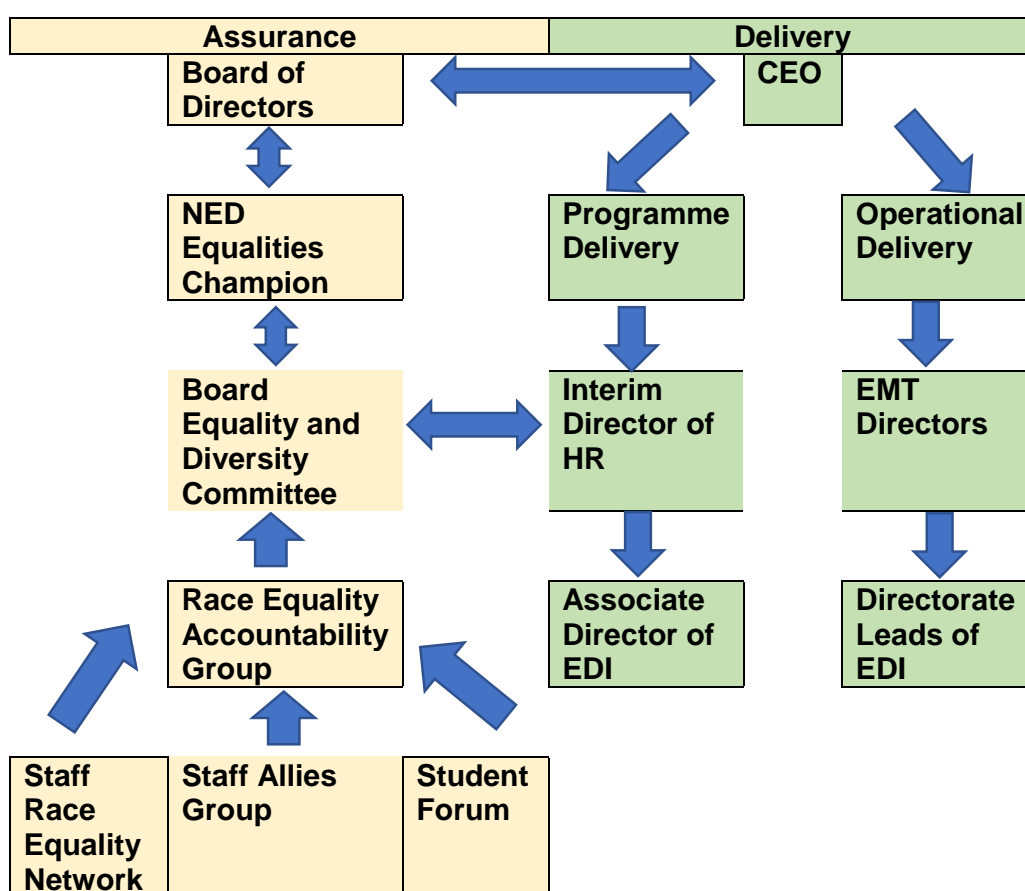 Assurance
Delivery
Board of
Directors
CEO
NED
Equalities
Champion
Programme
Delivery
Operational
Delivery
Board
Equality and
Diversity
Committee
Interim
Director of
HR
EMT
Directors
Race Equality
Accountability
Group
Associate
Director of
EDI
Directorate
Leads of
EDI
Staff
Race
Equality
Network
Staff Allies
Group
Student
Forum